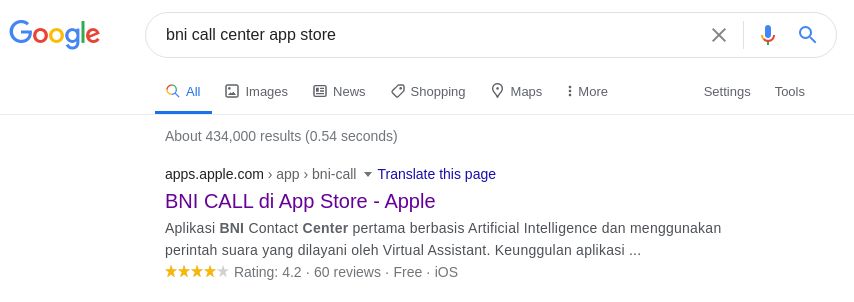 Google
bni call center app store
All Images News Shopping Maps More Settings Tools
About 434,000 results (0.54 seconds)
apps.apple.com › app › bni-call Translate this page
BNI CALL di App Store - Apple
Aplikasi BNI Contact Center pertama berbasis Artificial Intelligence dan menggunakan
perintah suara yang dilayani oleh Virtual Assistant. Keunggulan aplikasi ...
Rating: 4.2 · 60 reviews · Free · iOS